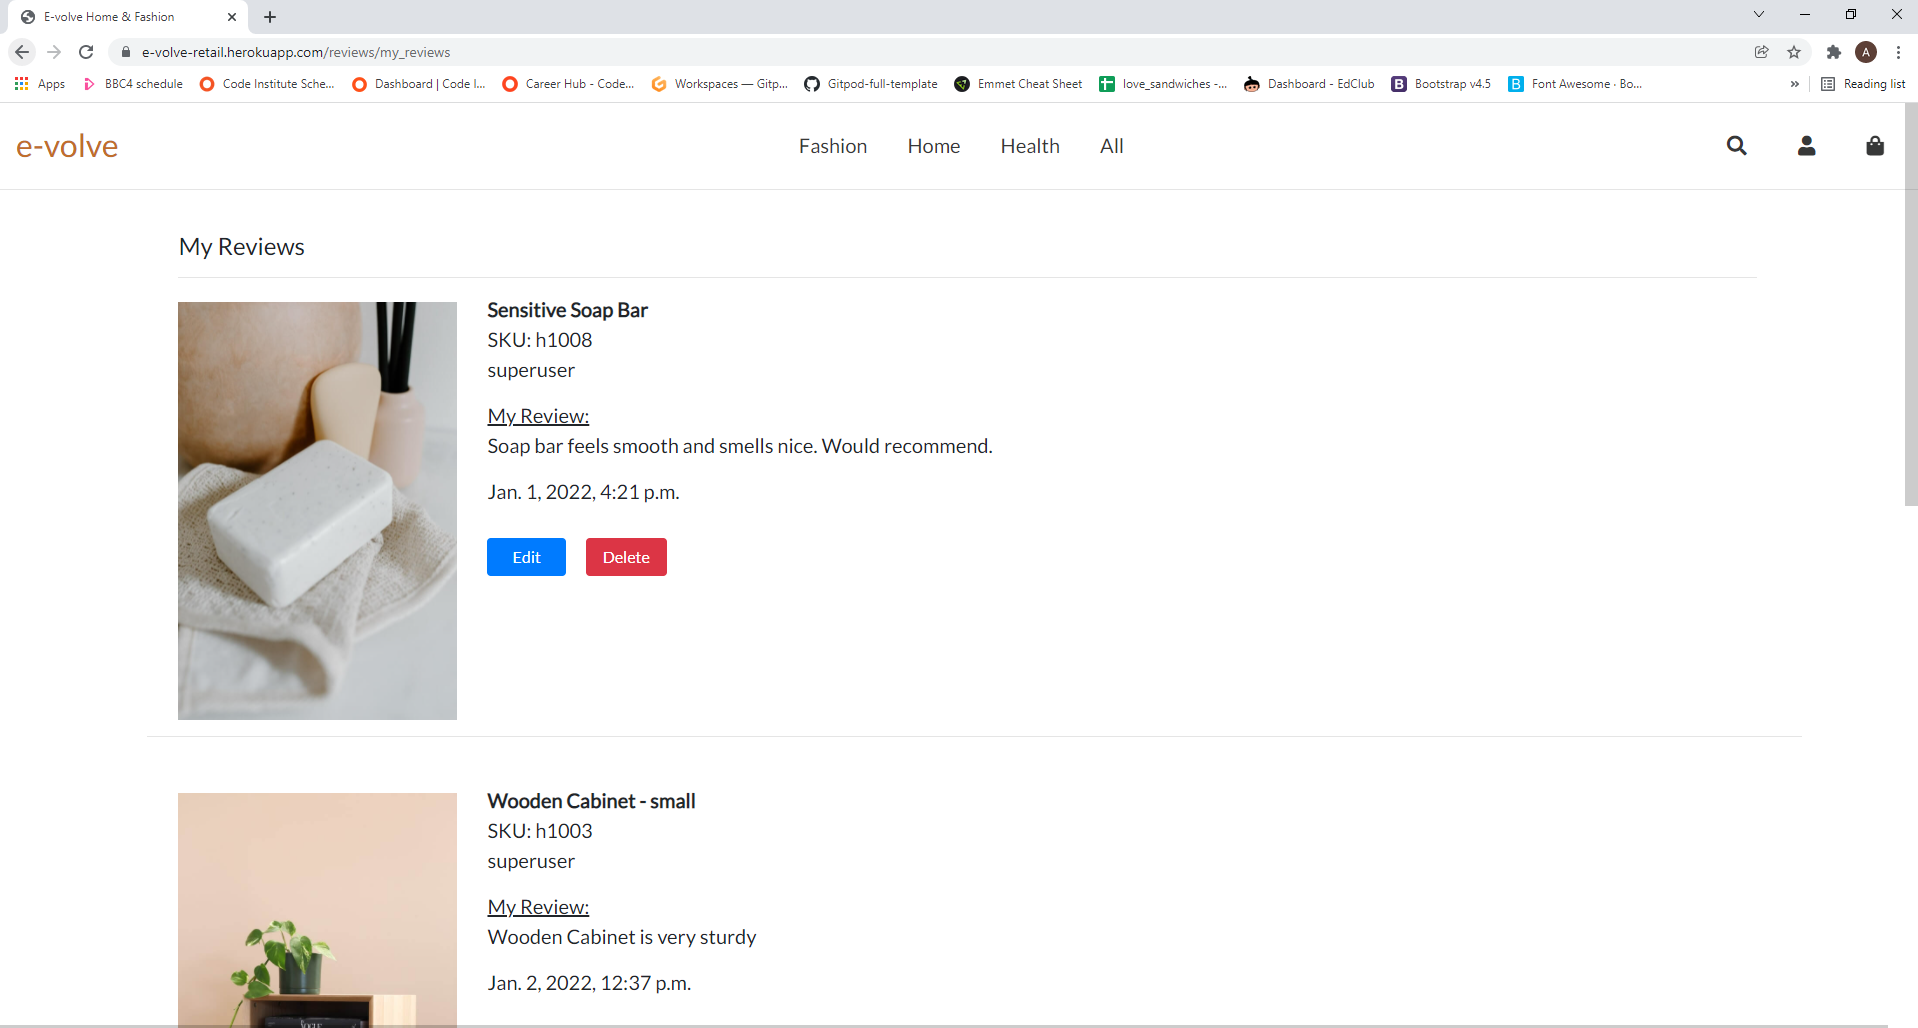 E-volve Home & Fashion
e-volve-retail.herokuapp.com/reviews/my_reviews
A
Apps
BBC4 schedule
Code Institute Sche...
Dashboard | Code I...
Career Hub - Code...
Workspaces — Gitp...
Gitpod-full-template
Emmet Cheat Sheet
love_sandwiches -...
Dashboard - EdClub
B
Bootstrap v4.5
B
Font Awesome · Bo...
»
Reading list
e-volve
Fashion
Home
Health
All
My Reviews
Sensitive Soap Bar
SKU: h1008
superuser
My Review:
Soap bar feels smooth and smells nice. Would recommend.
Jan. 1, 2022, 4:21 p.m.
Edit
Delete
Wooden Cabinet - small
SKU: h1003
superuser
My Review:
Wooden Cabinet is very sturdy
Jan. 2, 2022, 12:37 p.m.
VOGUE